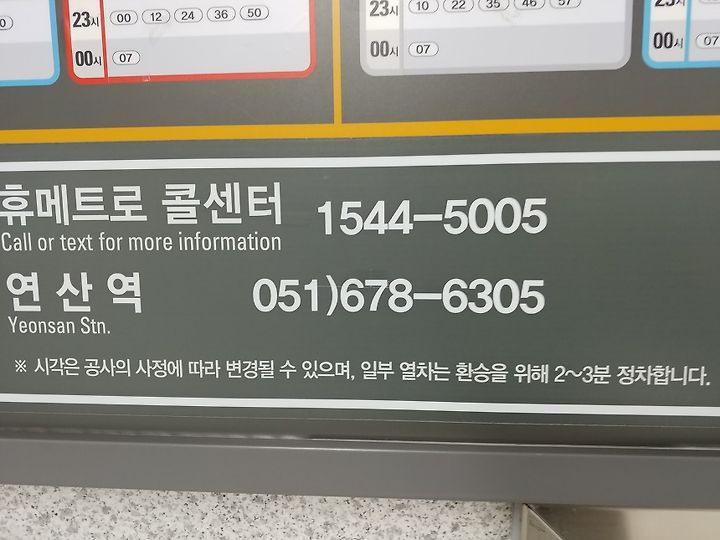 23시 00 12 24 36 50
00시 07
23시 10 22 35 46 57
00시 07
23시
00시 07
휴메트로 콜센터 1544-5005
Call or text for more information
연산역 051)678-6305
Yeonsan Stn.
※ 시각은 공사의 사정에 따라 변경될 수 있으며, 일부 열차는 환승을 위해 2~3분 정차합니다.